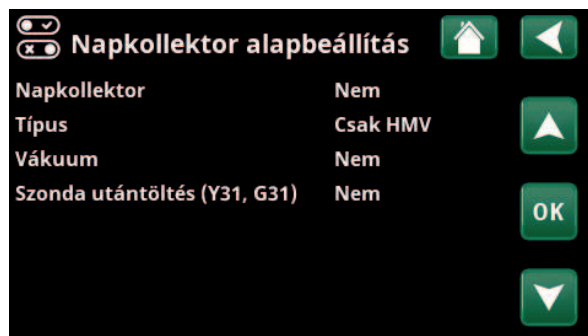 Napkollektor alapbeállítás
Napkollektor Nem
Típus Csak HMV
Vákuum Nem
Szonda utántöltés (Y31, G31) Nem
OK